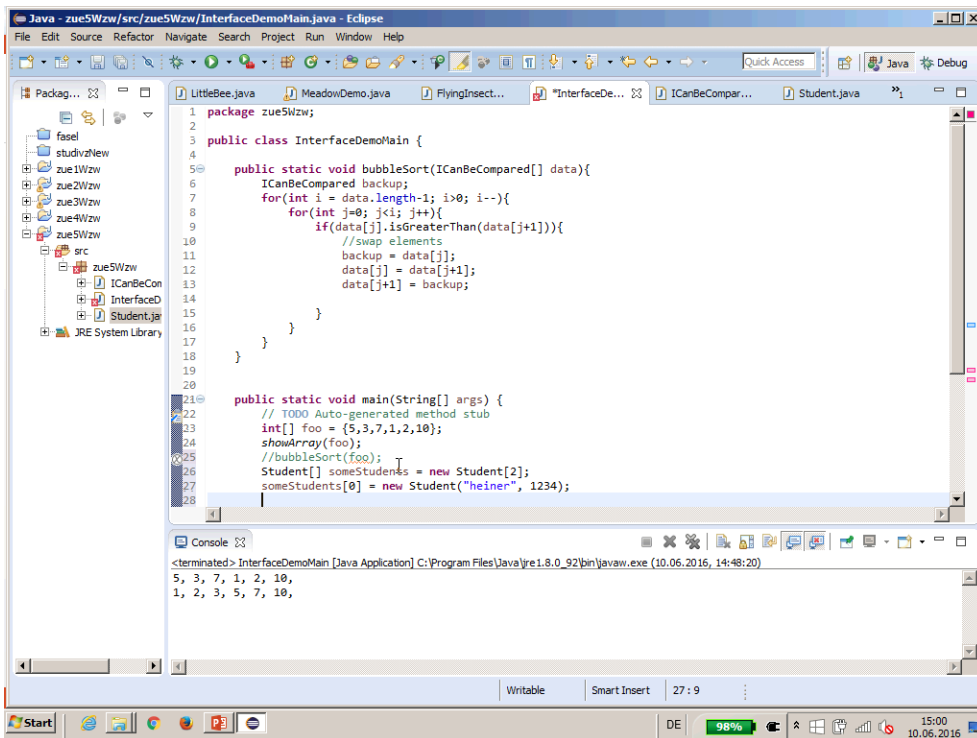 Java - zue5Wzw/src/zue5Wzw/InterfaceDemoMain.java - Eclipse
File Edit Source Refactor Navigate Search Project Run Window Help
Quick Access Java Debug
Packag...
fasel
studivzNew
zue1Wzw
zue2Wzw
zue3Wzw
zue4Wzw
zue5Wzw
src
zue5Wzw
ICanBeCon
InterfaceD
Student.ja
JRE System Library
LittleBee.java MeadowDemo.java FlyingInsect... *InterfaceDe... ICanBeCompar... Student.java »1
1 package zue5Wzw;
2
3 public class InterfaceDemoMain {
4
5 public static void bubbleSort(ICanBeCompared[] data){
6 ICanBeCompared backup;
7 for(int i = data.length-1; i>0; i--){
8 for(int j=0; j<i; j++){
9 if(data[j].isGreaterThan(data[j+1])){
10 //swap elements
11 backup = data[j];
12 data[j] = data[j+1];
13 data[j+1] = backup;
14
15 }
16 }
17 }
18 }
19
20
21 public static void main(String[] args) {
22 // TODO Auto-generated method stub
23 int[] foo = {5,3,7,1,2,10};
24 showArray(foo);
25 //bubbleSort(foo);
26 Student[] someStudents = new Student[2];
27 someStudents[0] = new Student("heiner", 1234);
28
Console
<terminated> InterfaceDemoMain [Java Application] C:\Program Files\Java\jre1.8.0_92\bin\javaw.exe (10.06.2016, 14:48:20)
5, 3, 7, 1, 2, 10,
1, 2, 3, 5, 7, 10,
Writable Smart Insert 27 : 9
Start DE 98% 15:00
10.06.2016